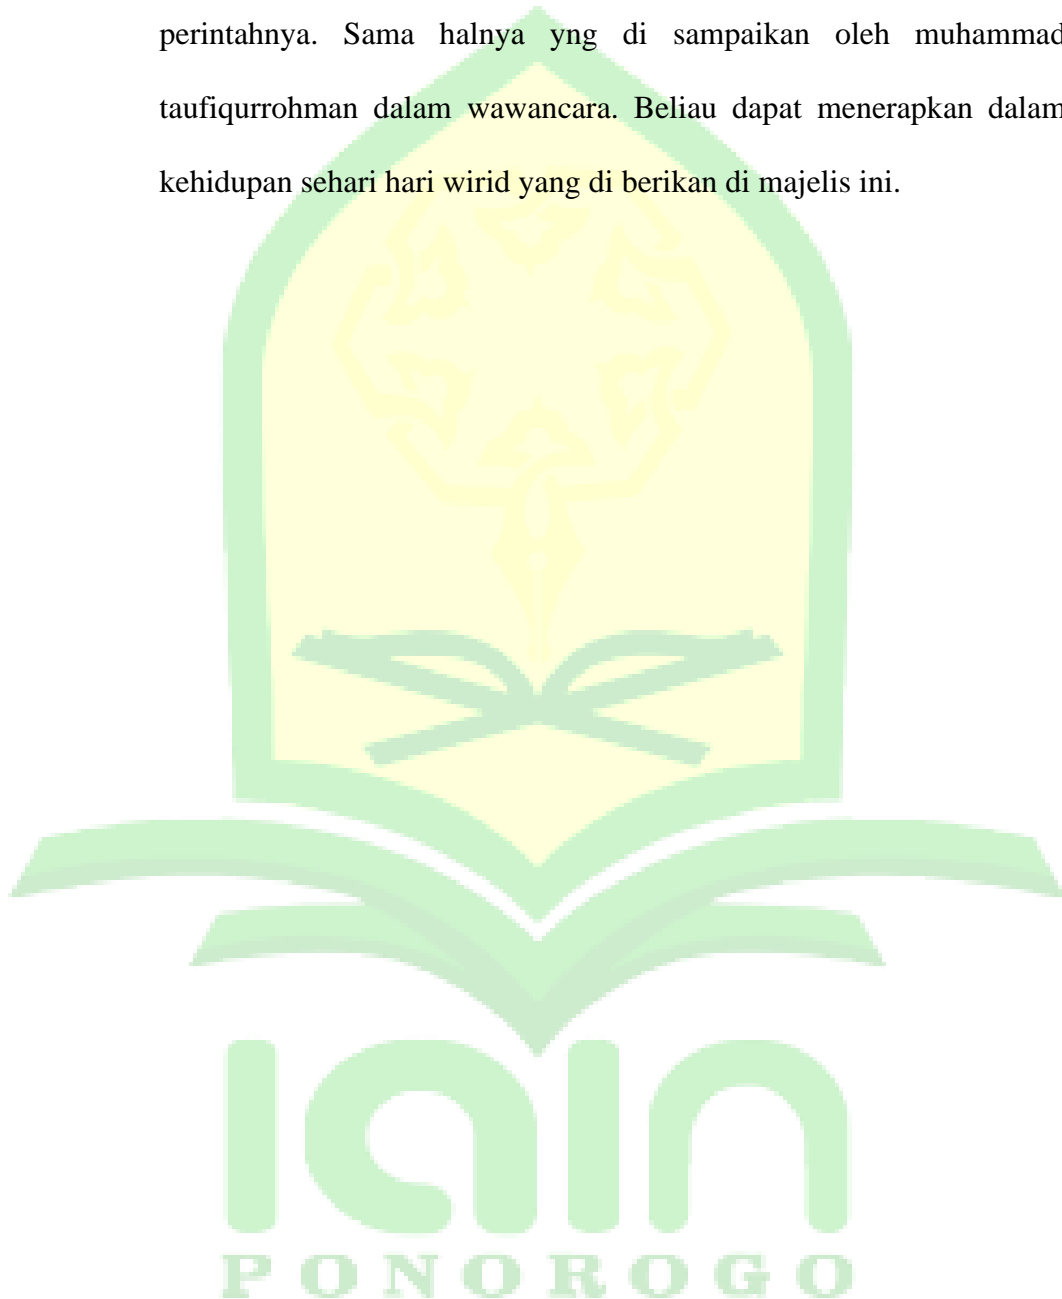 perintahnya. Sama halnya yng di sampaikan oleh muhammad
taufiqurrohman dalam wawancara. Beliau dapat menerapkan dalam
kehidupan sehari hari wirid yang di berikan di majelis ini.
iain
PONOROGO